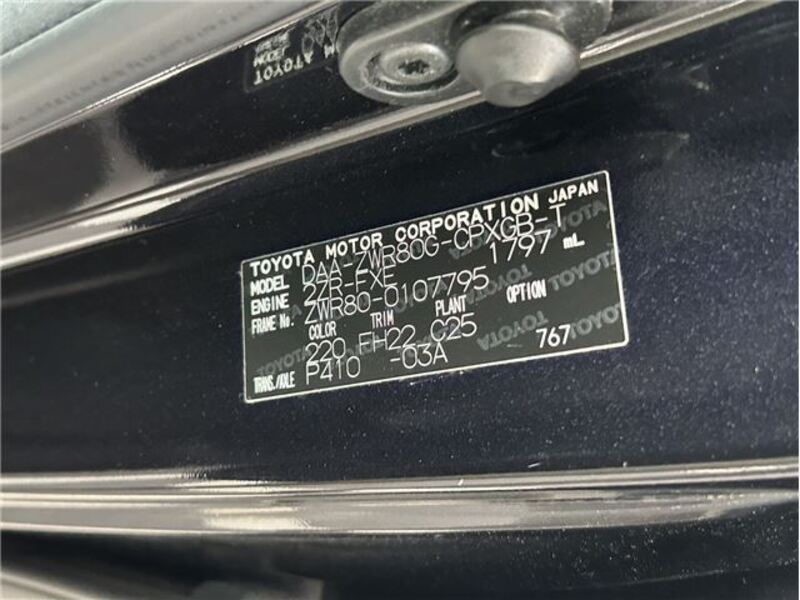 TOYOTA MOTOR CORPORATION JAPAN
MODEL DAA-ZWR80G-CPXGB-T
ENGINE 2ZR-FXE 1797 mL.
FRAME No. ZWR80-0107795
COLOR TRIM PLANT OPTION
220 FH22 C25
TRANS./AXLE P410 -03A 767